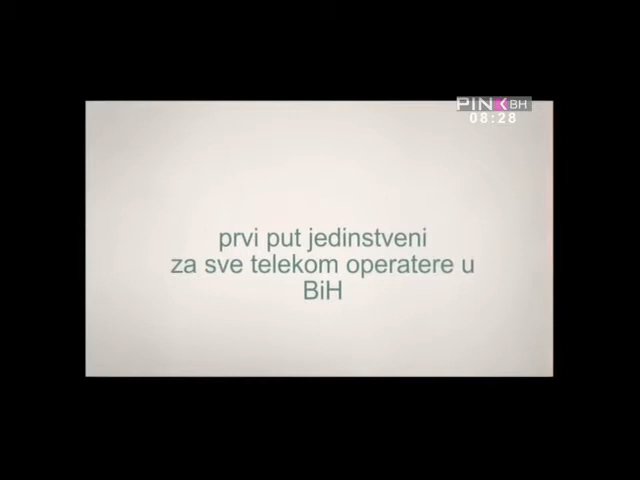 PINK BH
08:28
prvi put jedinstveni
za sve telekom operatere u
BiH